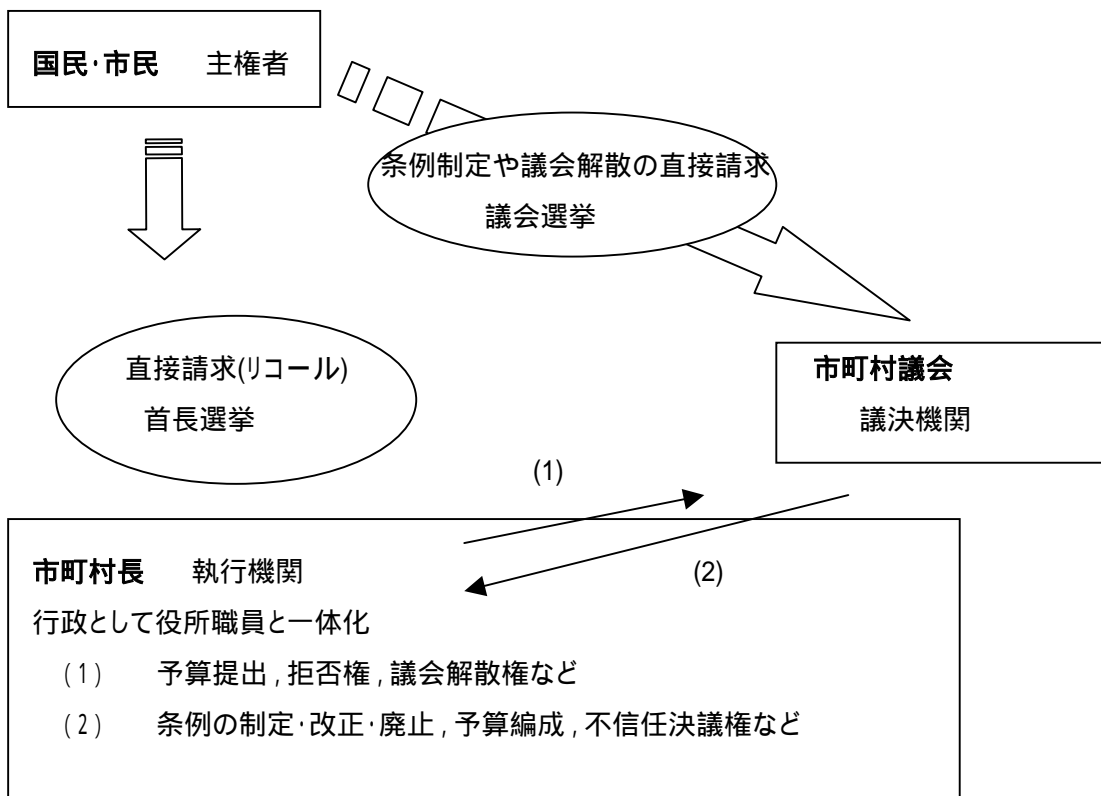 国民・市民　主権者
条例制定や議会解散の直接請求
議会選挙
直接請求(リコール)
首長選挙
市町村議会
議決機関
(1)
(2)
市町村長　執行機関
行政として役所職員と一体化
(1)　予算提出，拒否権，議会解散権など
(2)　条例の制定・改正・廃止，予算編成，不信任決議権など